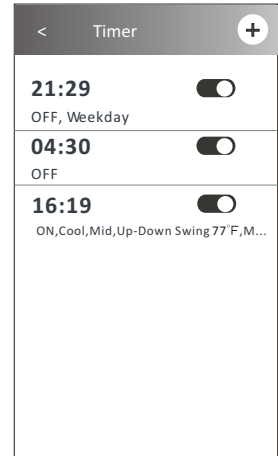 < Timer +
21:29
OFF, Weekday
04:30
OFF
16:19
ON,Cool,Mid,Up-Down Swing 77°F,M...